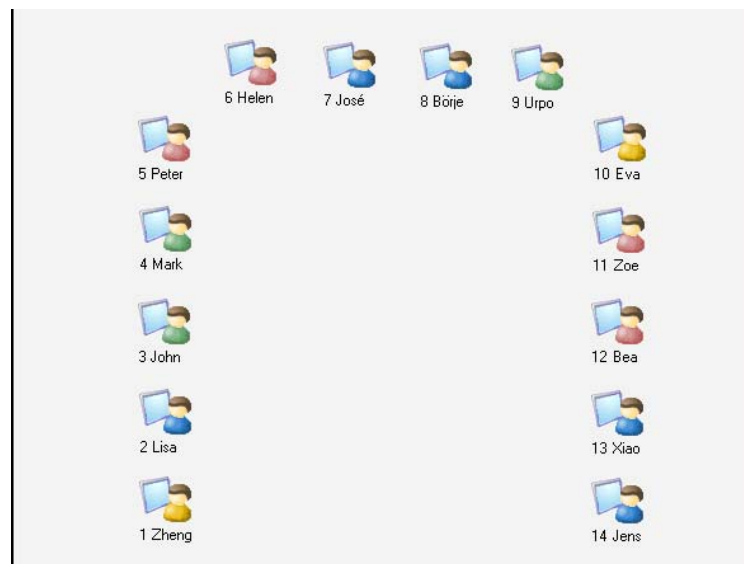 6 Helen
7 José
8 Börje
9 Urpo
5 Peter
10 Eva
4 Mark
11 Zoe
3 John
12 Bea
2 Lisa
13 Xiao
1 Zheng
14 Jens